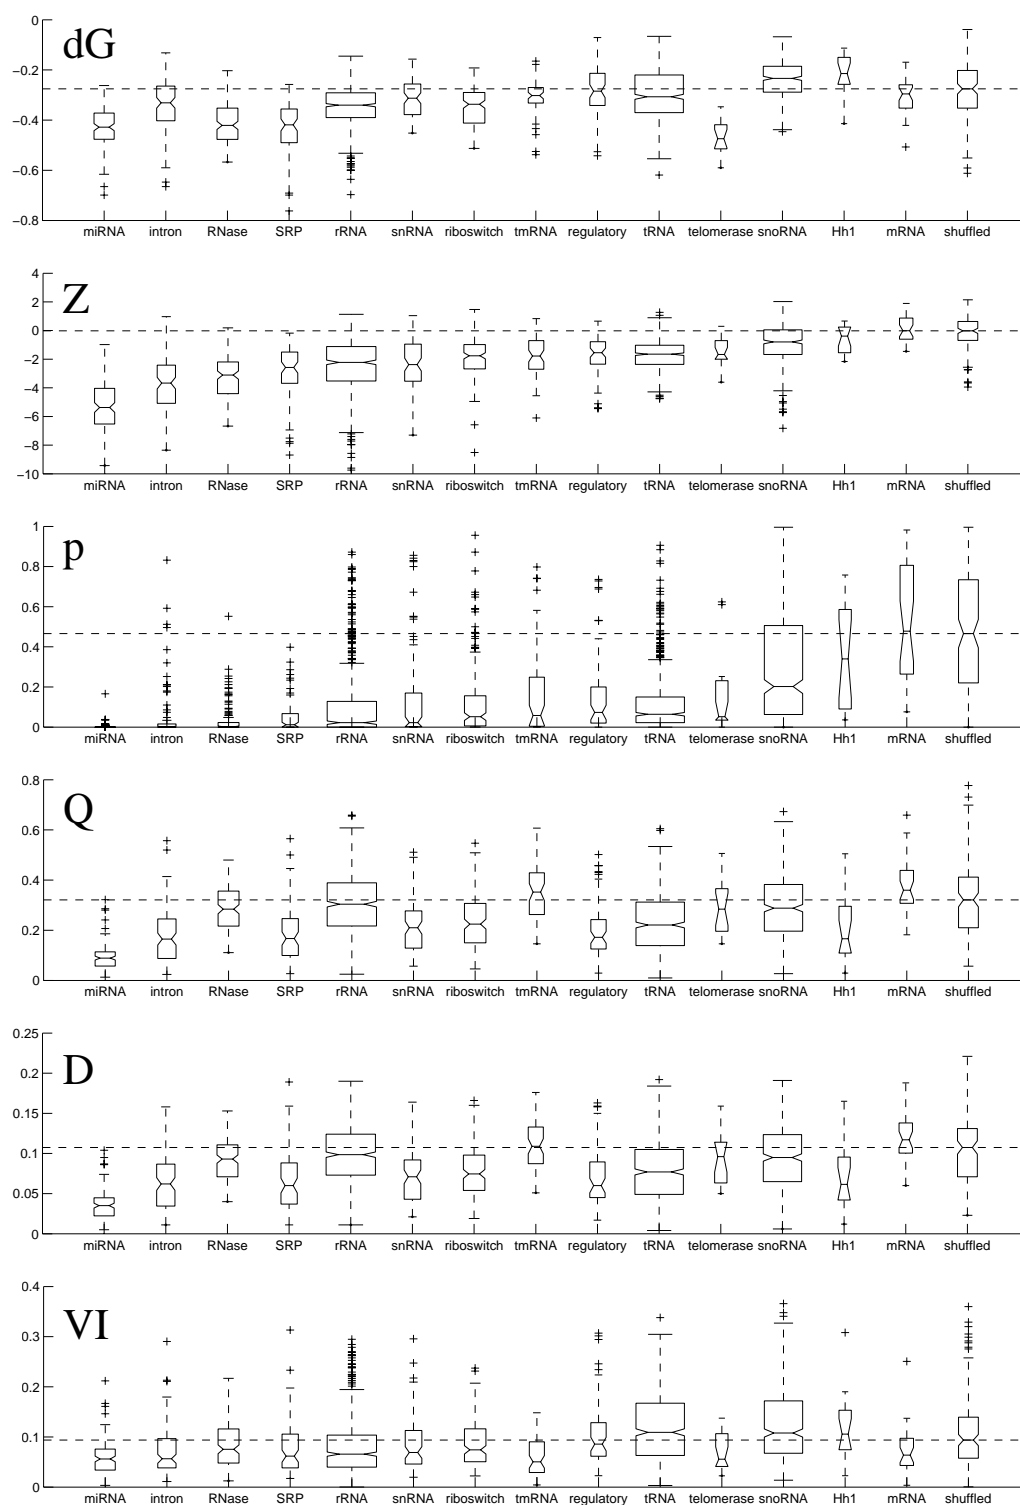 0
dG
−0.2
−0.4
−0.6
−0.8
miRNA intron RNase SRP rRNA snRNA riboswitch tmRNA regulatory tRNA telomerase snoRNA Hh1 mRNA shuffled
4
Z
2
0
−2
−4
−6
−8
−10
miRNA intron RNase SRP rRNA snRNA riboswitch tmRNA regulatory tRNA telomerase snoRNA Hh1 mRNA shuffled
1
p
0.8
0.6
0.4
0.2
0
miRNA intron RNase SRP rRNA snRNA riboswitch tmRNA regulatory tRNA telomerase snoRNA Hh1 mRNA shuffled
0.8
Q
0.6
0.4
0.2
0
miRNA intron RNase SRP rRNA snRNA riboswitch tmRNA regulatory tRNA telomerase snoRNA Hh1 mRNA shuffled
0.25
D
0.2
0.15
0.1
0.05
0
miRNA intron RNase SRP rRNA snRNA riboswitch tmRNA regulatory tRNA telomerase snoRNA Hh1 mRNA shuffled
0.4
VI
0.3
0.2
0.1
0
miRNA intron RNase SRP rRNA snRNA riboswitch tmRNA regulatory tRNA telomerase snoRNA Hh1 mRNA shuffled